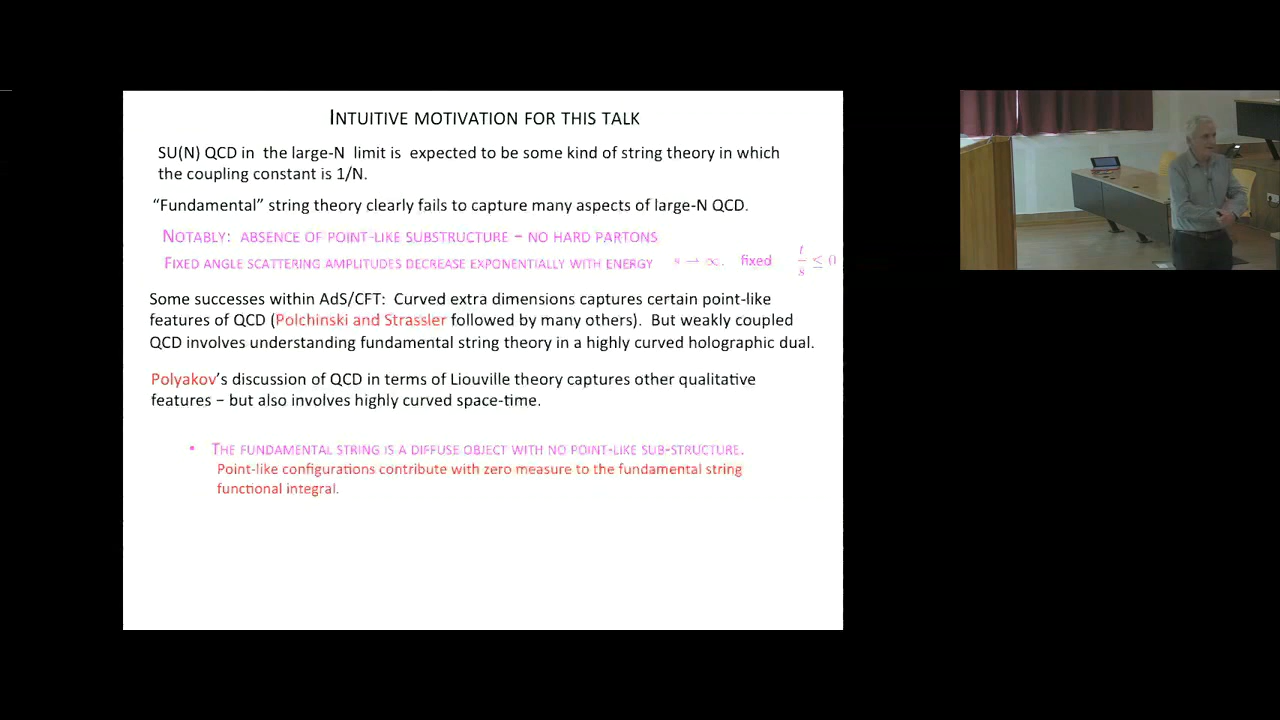 INTUITIVE MOTIVATION FOR THIS TALK
SU(N) QCD in the large-N limit is expected to be some kind of string theory in which
the coupling constant is 1/N.
“Fundamental” string theory clearly fails to capture many aspects of large-N QCD.
NOTABLY: ABSENCE OF POINT-LIKE SUBSTRUCTURE – NO HARD PARTONS
FIXED ANGLE SCATTERING AMPLITUDES DECREASE EXPONENTIALLY WITH ENERGY s → ∞. fixed t/s ≤ 0
Some successes within AdS/CFT: Curved extra dimensions captures certain point-like
features of QCD (Polchinski and Strassler followed by many others). But weakly coupled
QCD involves understanding fundamental string theory in a highly curved holographic dual.
Polyakov’s discussion of QCD in terms of Liouville theory captures other qualitative
features – but also involves highly curved space-time.
• THE FUNDAMENTAL STRING IS A DIFFUSE OBJECT WITH NO POINT-LIKE SUB-STRUCTURE.
Point-like configurations contribute with zero measure to the fundamental string
functional integral.